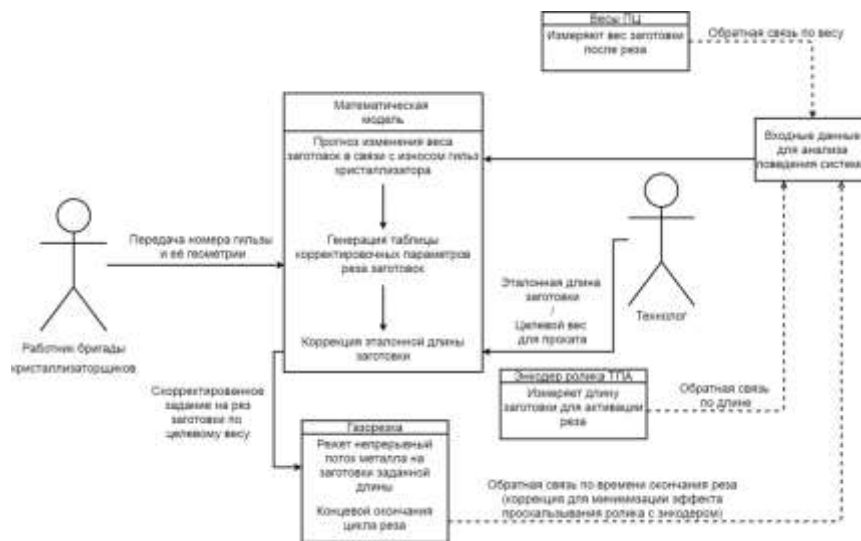 Весы ПЦ
Измеряют вес заготовки
после реза
Обратная связь по весу
Математическая
модель
Прогноз изменения веса
заготовок в связи с износом гильз
кристаллизатора
Генерация таблицы
корректировочных параметров
реза заготовок
Коррекция эталонной длины
заготовки
Входные данные
для анализа
поведения систем
Передача номера гильзы
и её геометрии
Работник бригады
кристаллизаторщиков
Эталонная длина
заготовки
/
Целевой вес
для проката
Технолог
Энкодер ролика ТПА
Измеряет длину
заготовки для активации
реза
Обратная связь
по длине
Скорректированное
задание на рез
заготовки по
целевому весу
Газорезка
Режет непрерывный
поток металла на
заготовки заданной
длины
Концевой окончания
цикла реза
Обратная связь по времени окончания реза
(коррекция для минимизации эффекта
проскальзывания ролика с энкодером)